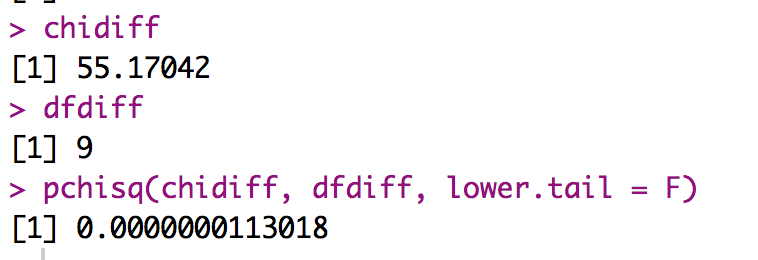 > chidiff
[1] 55.17042
> dfdiff
[1] 9
> pchisq(chidiff, dfdiff, lower.tail = F)
[1] 0.0000000113018